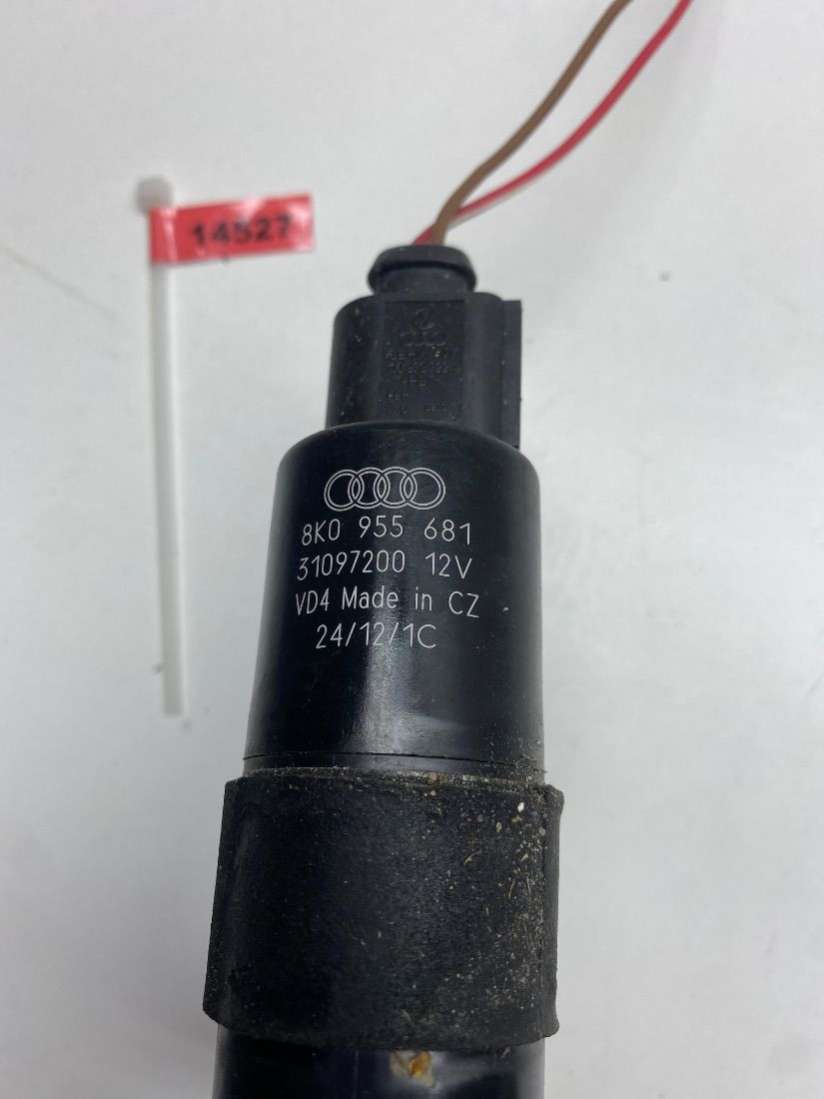 14527
8K0 955 681
31097200 12V
VD4 Made in CZ
24/12/1C